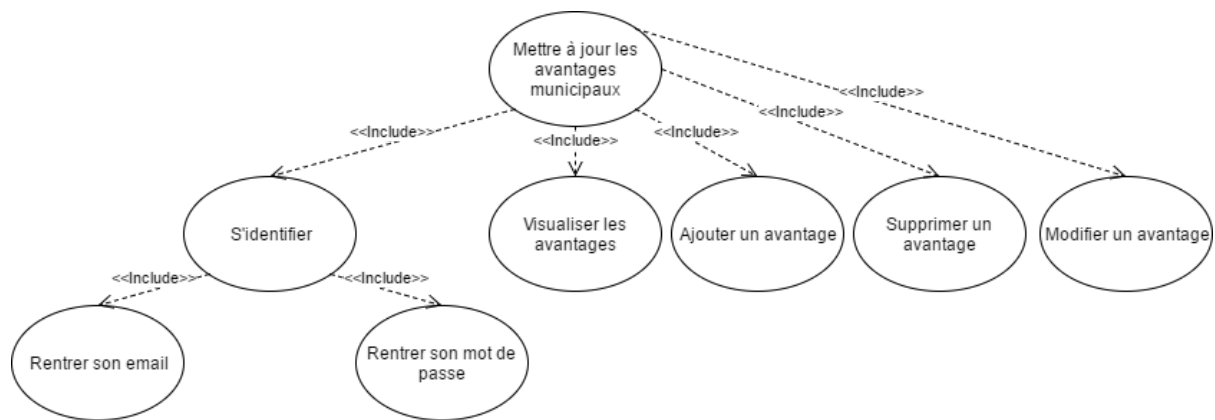 Mettre à jour les
avantages
municipaux
<<Include>>
<<Include>>
<<Include>>
<<Include>>
<<Include>>
S'identifier
Visualiser les
avantages
Ajouter un avantage
Supprimer un
avantage
Modifier un avantage
<<Include>>
<<Include>>
Rentrer son email
Rentrer son mot de
passe